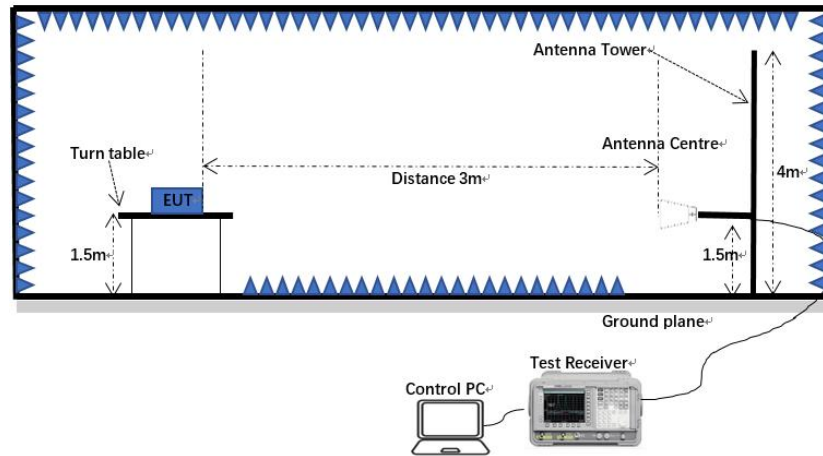 Antenna Tower
Antenna Centre
Turn table
Distance 3m
4m
EUT
1.5m
1.5m
Ground plane
Test Receiver
Control PC